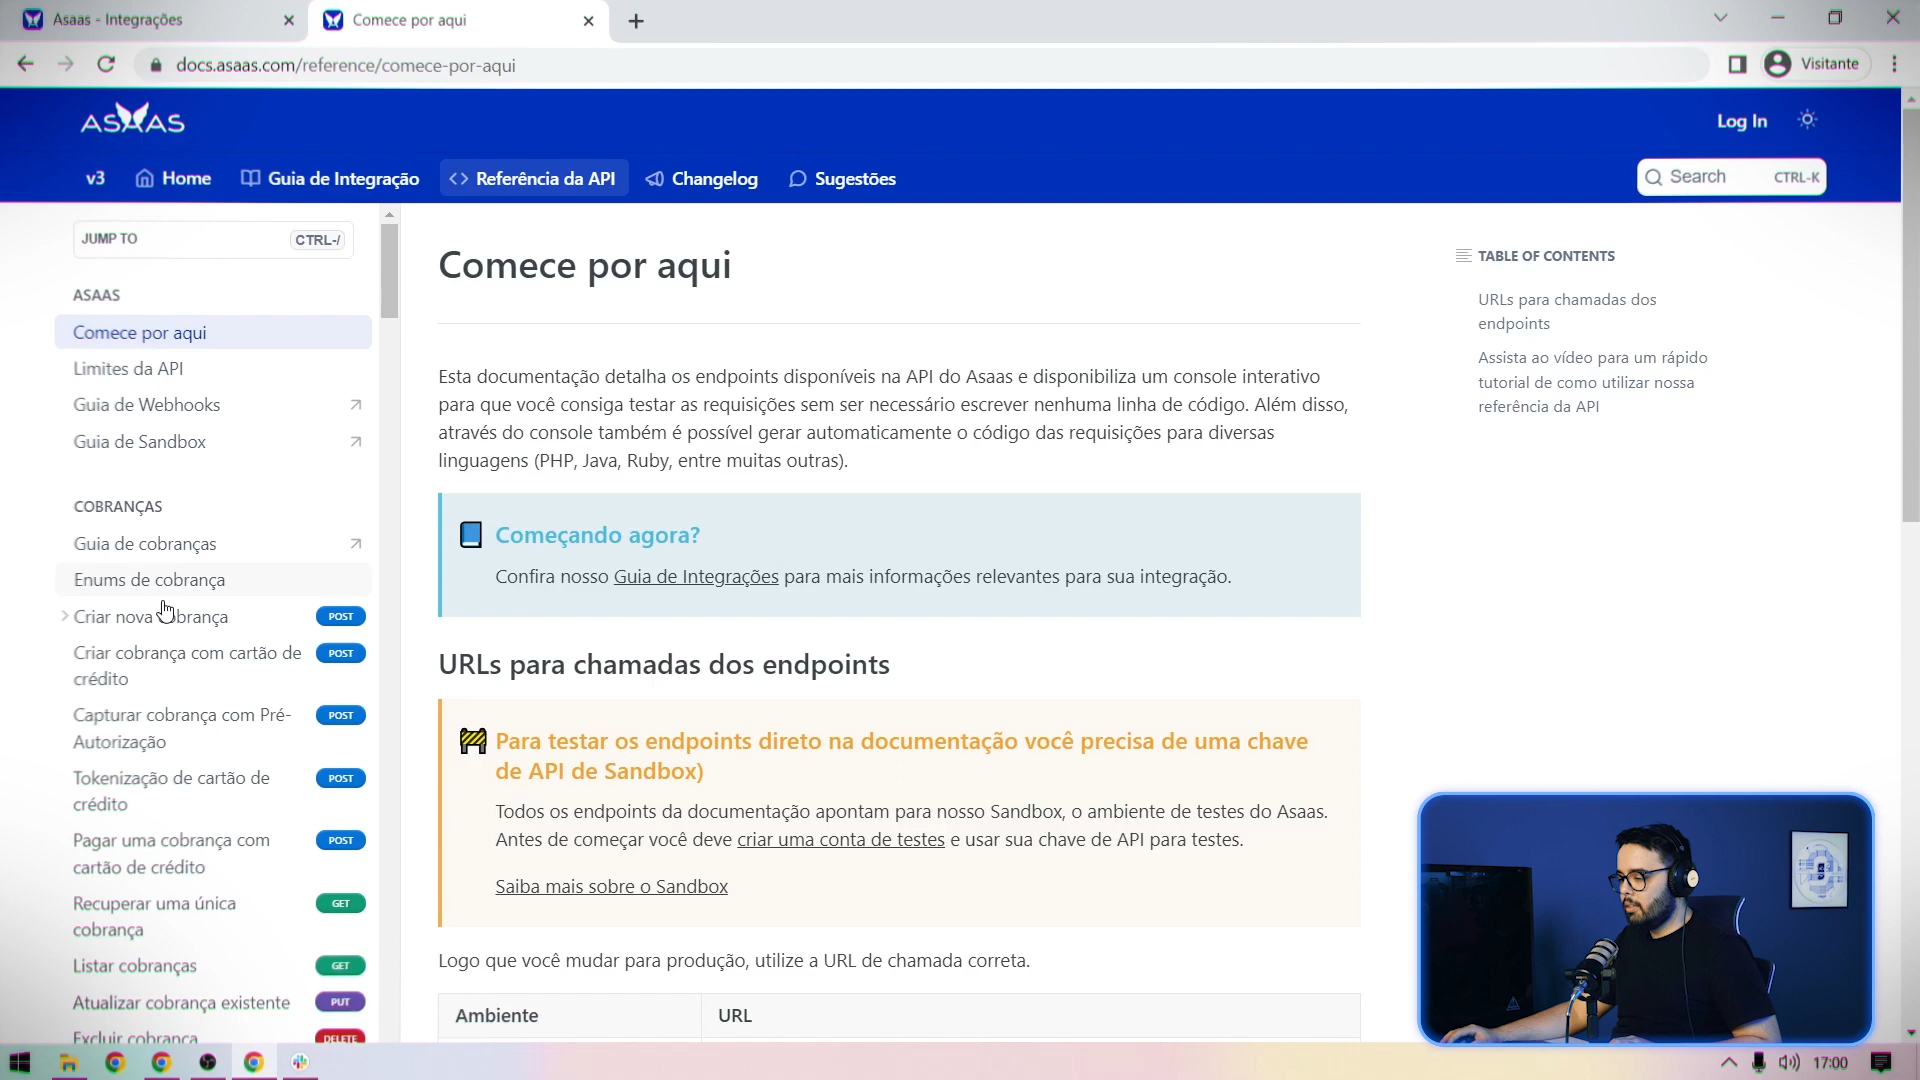 Asaas - Integrações
Comece por aqui
docs.asaas.com/reference/comece-por-aqui
Visitante
ASAAS
Log In
v3
Home
Guia de Integração
Referência da API
Changelog
Sugestões
Search
CTRL-K
JUMP TO
CTRL-/
ASAAS
Comece por aqui
Limites da API
Guia de Webhooks
Guia de Sandbox
COBRANÇAS
Guia de cobranças
Enums de cobrança
Criar nova cobrança
POST
Criar cobrança com cartão de
crédito
POST
Capturar cobrança com Pré-
Autorização
POST
Tokenização de cartão de
crédito
POST
Pagar uma cobrança com
cartão de crédito
POST
Recuperar uma única
cobrança
GET
Listar cobranças
GET
Atualizar cobrança existente
PUT
Excluir cobrança
DELETE
Comece por aqui
Esta documentação detalha os endpoints disponíveis na API do Asaas e disponibiliza um console interativo
para que você consiga testar as requisições sem ser necessário escrever nenhuma linha de código. Além disso,
através do console também é possível gerar automaticamente o código das requisições para diversas
linguagens (PHP, Java, Ruby, entre muitas outras).
Começando agora?
Confira nosso Guia de Integrações para mais informações relevantes para sua integração.
URLs para chamadas dos endpoints
Para testar os endpoints direto na documentação você precisa de uma chave
de API de Sandbox)
Todos os endpoints da documentação apontam para nosso Sandbox, o ambiente de testes do Asaas.
Antes de começar você deve criar uma conta de testes e usar sua chave de API para testes.
Saiba mais sobre o Sandbox
Logo que você mudar para produção, utilize a URL de chamada correta.
Ambiente
URL
TABLE OF CONTENTS
URLs para chamadas dos
endpoints
Assista ao vídeo para um rápido
tutorial de como utilizar nossa
referência da API
17:00